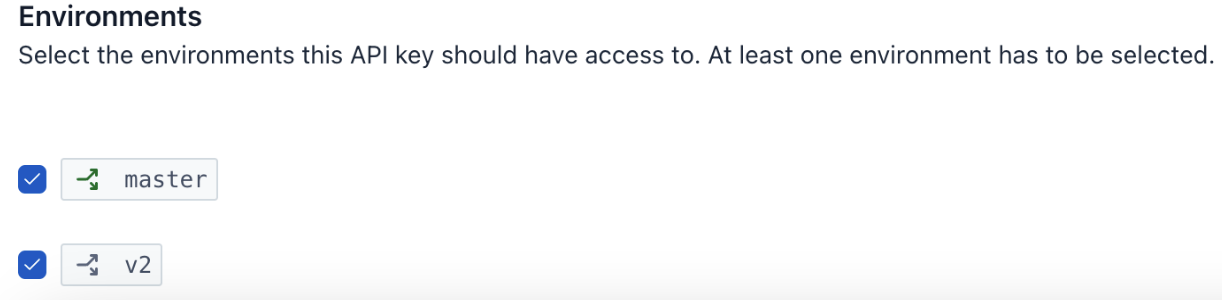 Environments
Select the environments this API key should have access to. At least one environment has to be selected.
master
v2